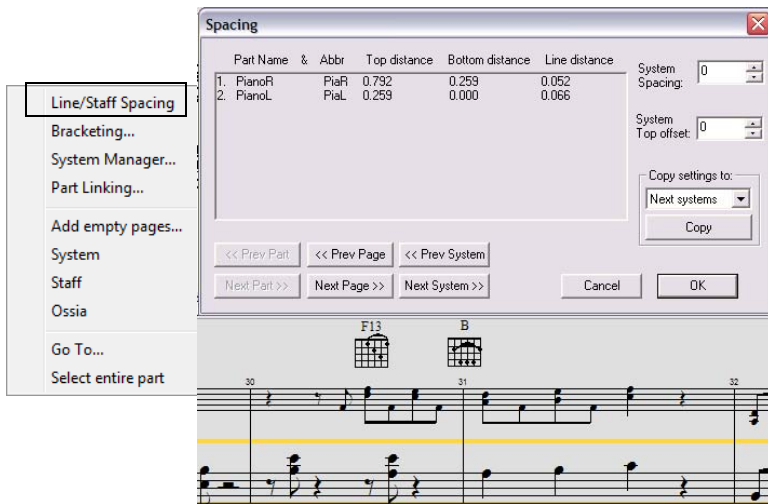 Line/Staff Spacing
Bracketing...
System Manager...
Part Linking...
Add empty pages...
System
Staff
Ossia
Go To...
Select entire part
Spacing
Part Name & Abbr Top distance Bottom distance Line distance
1. PianoR PiaR 0.792 0.259 0.052
2. PianoL PiaL 0.259 0.000 0.066
System Spacing: 0
System Top offset: 0
Copy settings to:
Next systems
Copy
<< Prev Part << Prev Page << Prev System
Next Part >> Next Page >> Next System >>
Cancel OK
F13 B
30 31 32